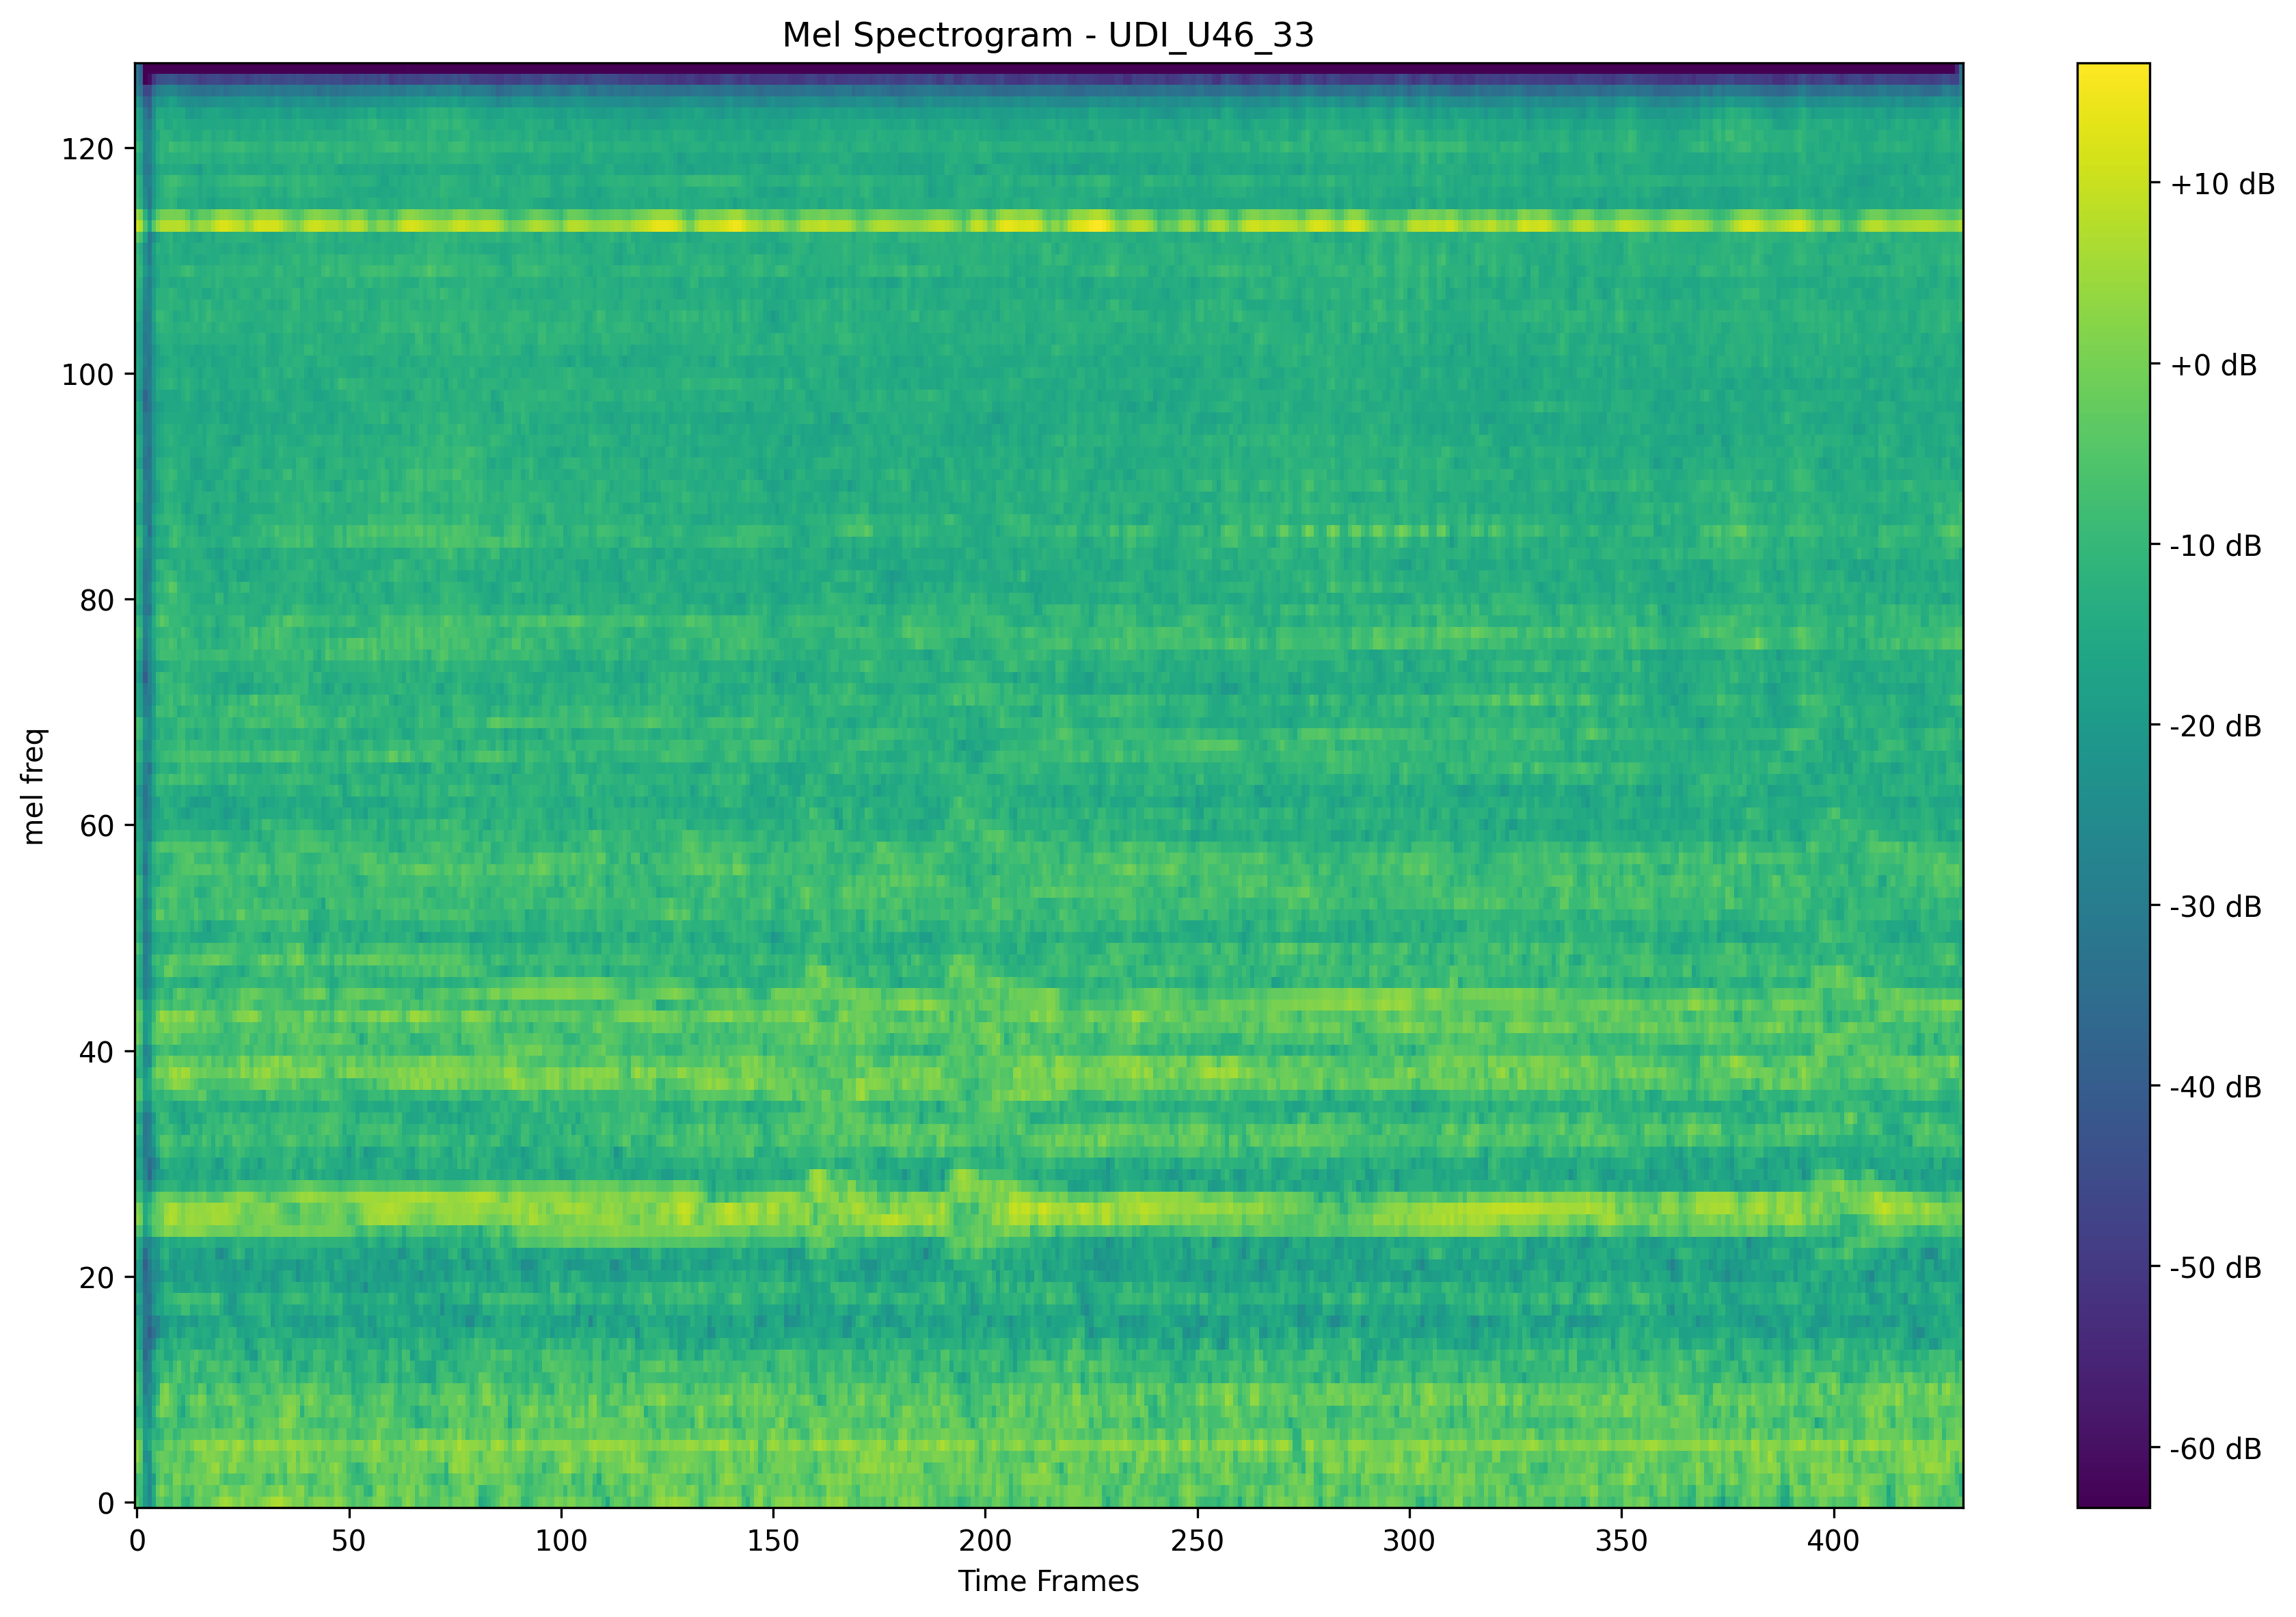 Mel Spectrogram - UDI_U46_33
120
100
80
60
40
20
0
mel freq
0 50 100 150 200 250 300 350 400
Time Frames
+10 dB
+0 dB
-10 dB
-20 dB
-30 dB
-40 dB
-50 dB
-60 dB